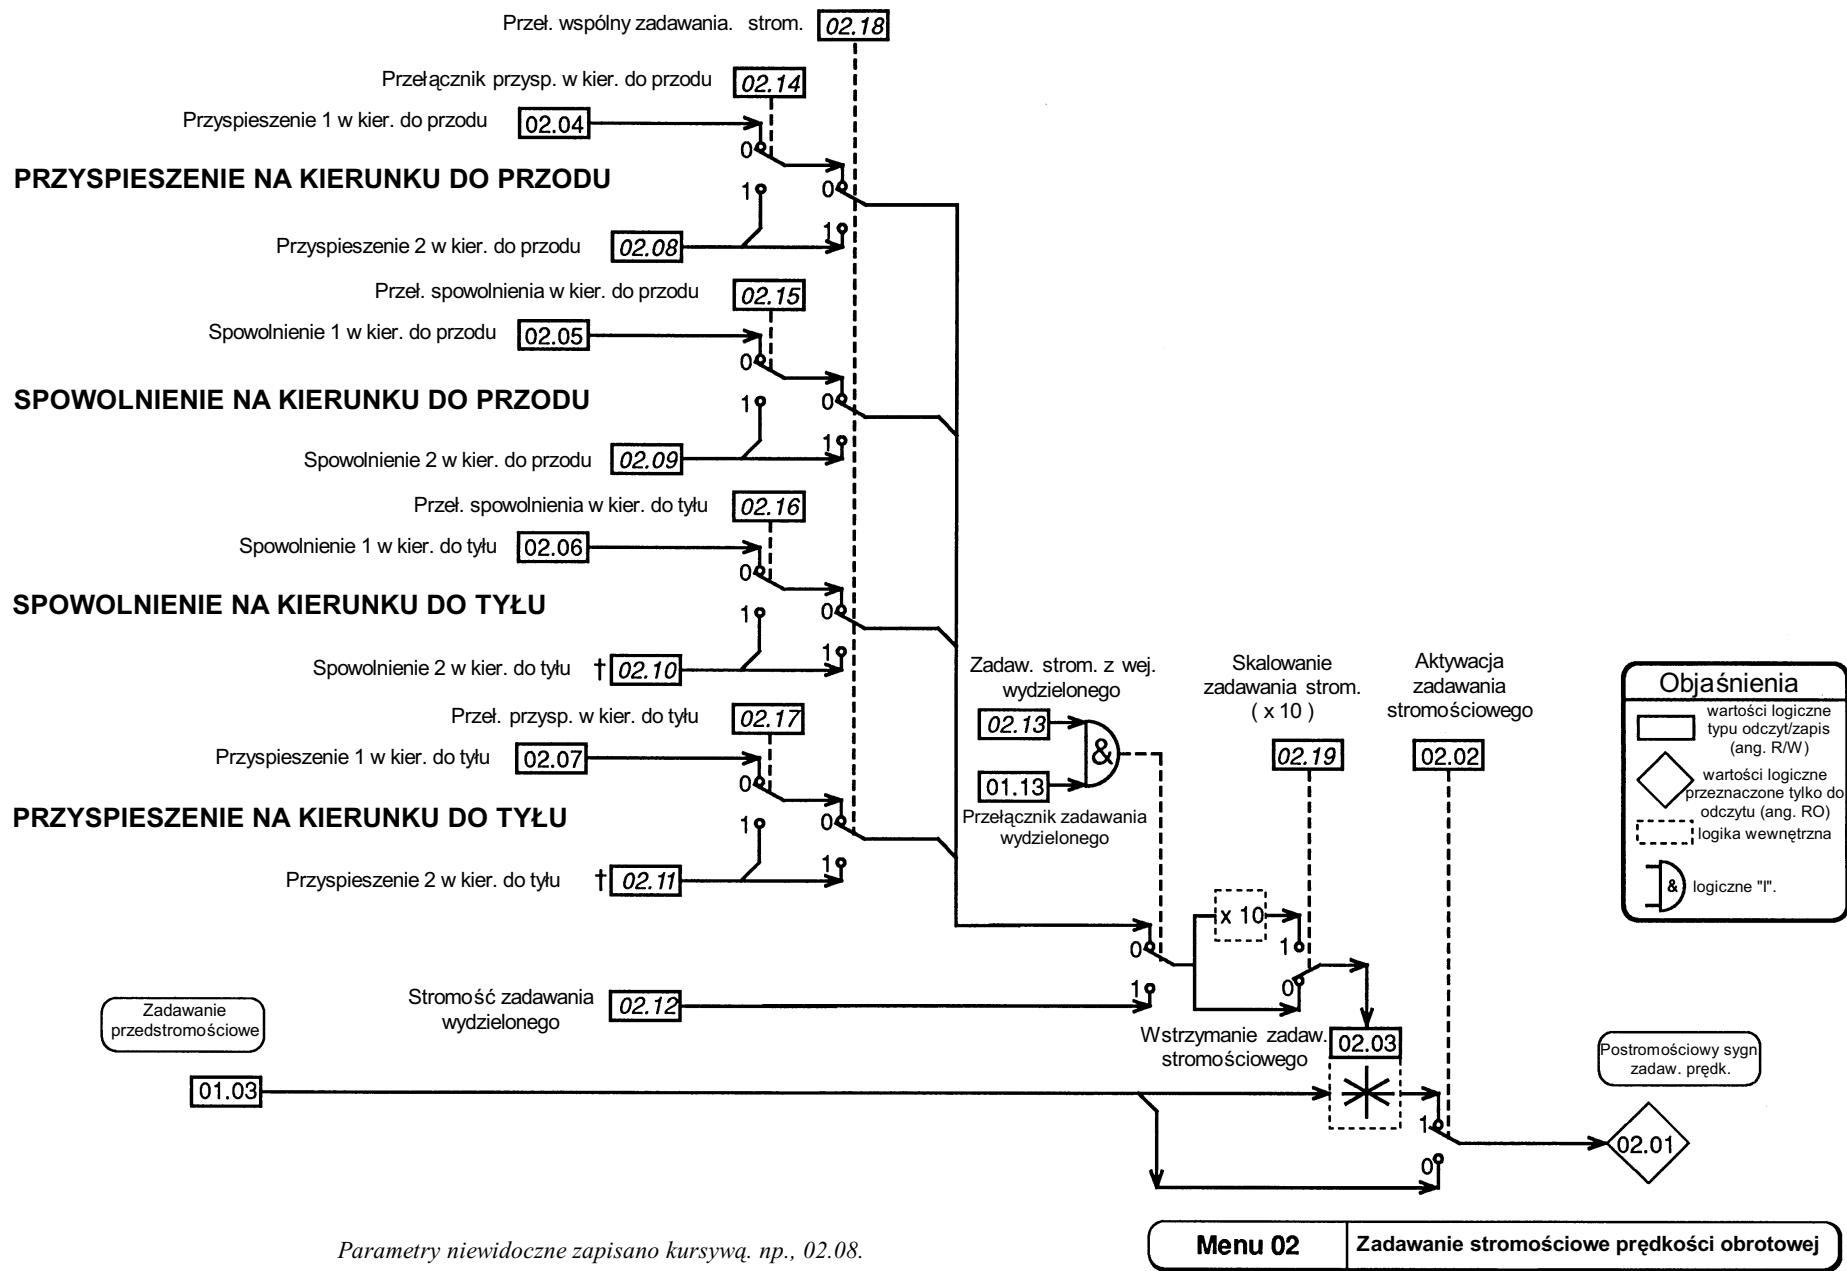 Przeł. wspólny zadawania. strom. 02.18
Przełącznik przysp. w kier. do przodu 02.14
Przyspieszenie 1 w kier. do przodu 02.04
0
PRZYSPIESZENIE NA KIERUNKU DO PRZODU
1 0
Przyspieszenie 2 w kier. do przodu 02.08 1
Przeł. spowolnienia w kier. do przodu 02.15
Spowolnienie 1 w kier. do przodu 02.05
0
SPOWOLNIENIE NA KIERUNKU DO PRZODU
1 0
Spowolnienie 2 w kier. do przodu 02.09 1
Przeł. spowolnienia w kier. do tyłu 02.16
Spowolnienie 1 w kier. do tyłu 02.06
0
SPOWOLNIENIE NA KIERUNKU DO TYŁU
1 0
Spowolnienie 2 w kier. do tyłu † 02.10 1
Przeł. przysp. w kier. do tyłu 02.17
Przyspieszenie 1 w kier. do tyłu 02.07
0
PRZYSPIESZENIE NA KIERUNKU DO TYŁU
1 0
Przyspieszenie 2 w kier. do tyłu † 02.11 1
Zadaw. strom. z wej.
wydzielonego
02.13
&
01.13
Przełącznik zadawania
wydzielonego
Skalowanie
zadawania strom.
( x 10 )
02.19
Aktywacja
zadawania
stromościowego
02.02
Objaśnienia
wartości logiczne
typu odczyt/zapis
(ang. R/W)
wartości logiczne
przeznaczone tylko do
odczytu (ang. RO)
logika wewnętrzna
& logiczne "I".
x 10
0 1
1 0
Stromość zadawania
wydzielonego
02.12
Zadawanie
przedstromościowe
01.03
Wstrzymanie zadaw.
stromościowego
02.03
1
0
Postromościowy sygn
zadaw. prędk.
02.01
Parametry niewidoczne zapisano kursywą. np., 02.08.
Menu 02 Zadawanie stromościowe prędkości obrotowej